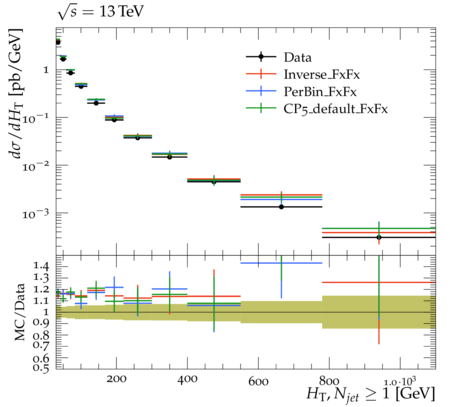 √s = 13 TeV
dσ/dH_T [pb/GeV]
Data
Inverse_FxFx
PerBin_FxFx
CP5_default_FxFx
1
10⁻¹
10⁻²
10⁻³
MC/Data
1.4
1.3
1.2
1.1
1
0.9
0.8
0.7
0.6
0.5
200 400 600 800 1.0·10³
H_T, N_jet ≥ 1 [GeV]